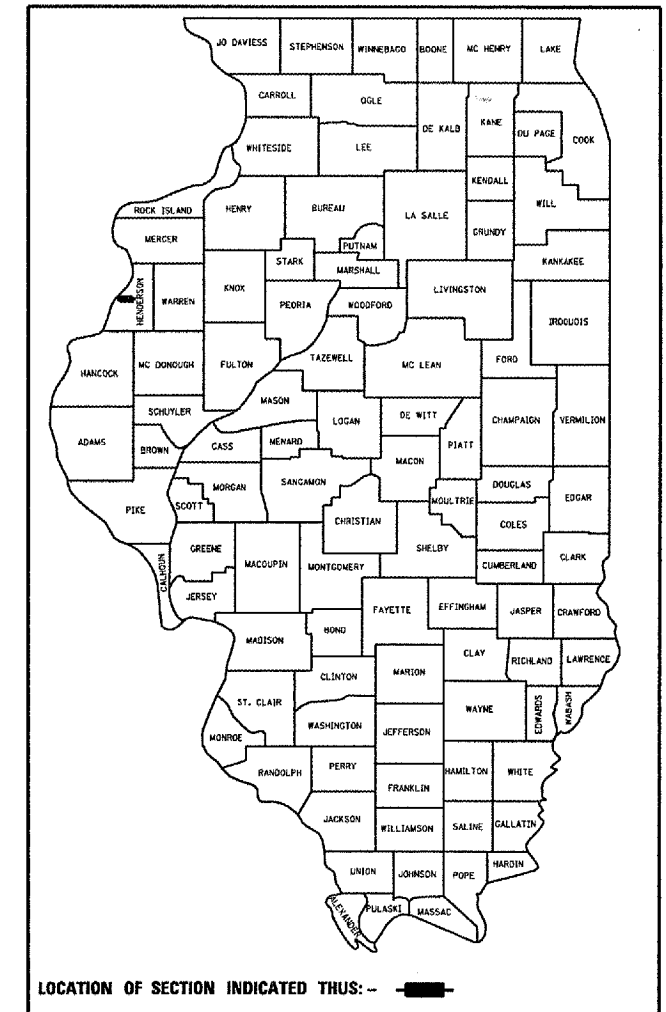 JO DAVIESS STEPHENSON WINNEBAGO BOONE MC HENRY LAKE
CARROLL OGLE DE KALB KANE DU PAGE COOK
WHITESIDE LEE
KENDALL
ROCK ISLAND HENRY BUREAU LA SALLE GRUNDY WILL
MERCER PUTNAM
STARK MARSHALL KANKAKEE
HENDERSON WARREN KNOX PEORIA WOODFORD LIVINGSTON IROQUOIS
HANCOCK MC DONOUGH FULTON TAZEWELL MC LEAN FORD
MASON
SCHUYLER LOGAN DE WITT CHAMPAIGN VERMILION
ADAMS BROWN CASS MENARD PIATT
MACON
MORGAN SANGAMON DOUGLAS
PIKE SCOTT MOULTRIE EDGAR
CHRISTIAN COLES
GREENE SHELBY
CALHOUN MACOUPIN MONTGOMERY CUMBERLAND CLARK
JERSEY
FAYETTE EFFINGHAM JASPER CRAWFORD
MADISON BOND
CLAY RICHLAND LAWRENCE
CLINTON MARION
ST. CLAIR WAYNE EDWARDS WABASH
WASHINGTON JEFFERSON
MONROE
RANDOLPH PERRY HAMILTON WHITE
FRANKLIN
JACKSON WILLIAMSON SALINE GALLATIN
UNION JOHNSON POPE HARDIN
ALEXANDER PULASKI MASSAC
LOCATION OF SECTION INDICATED THUS: -